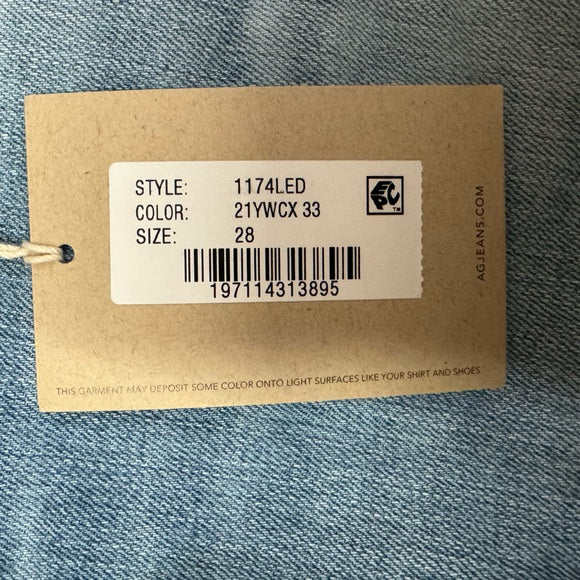 STYLE: 1174LED
COLOR: 21YWCX 33
SIZE: 28
EPC™
197114313895
AGJEANS.COM
THIS GARMENT MAY DEPOSIT SOME COLOR ONTO LIGHT SURFACES LIKE YOUR SHIRT AND SHOES